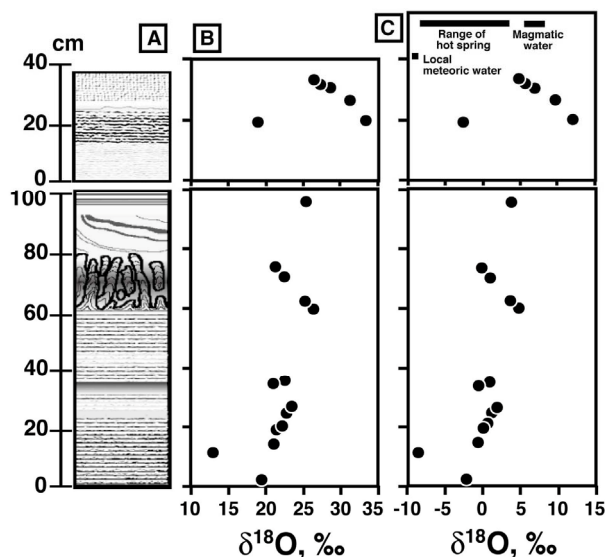 cm
A
B
C
Range of
hot spring
Magmatic
water
Local
meteoric water
40
20
0
100
80
60
40
20
0
10 15 20 25 30 35
-10 -5 0 5 10 15
δ¹⁸O, ‰
δ¹⁸O, ‰